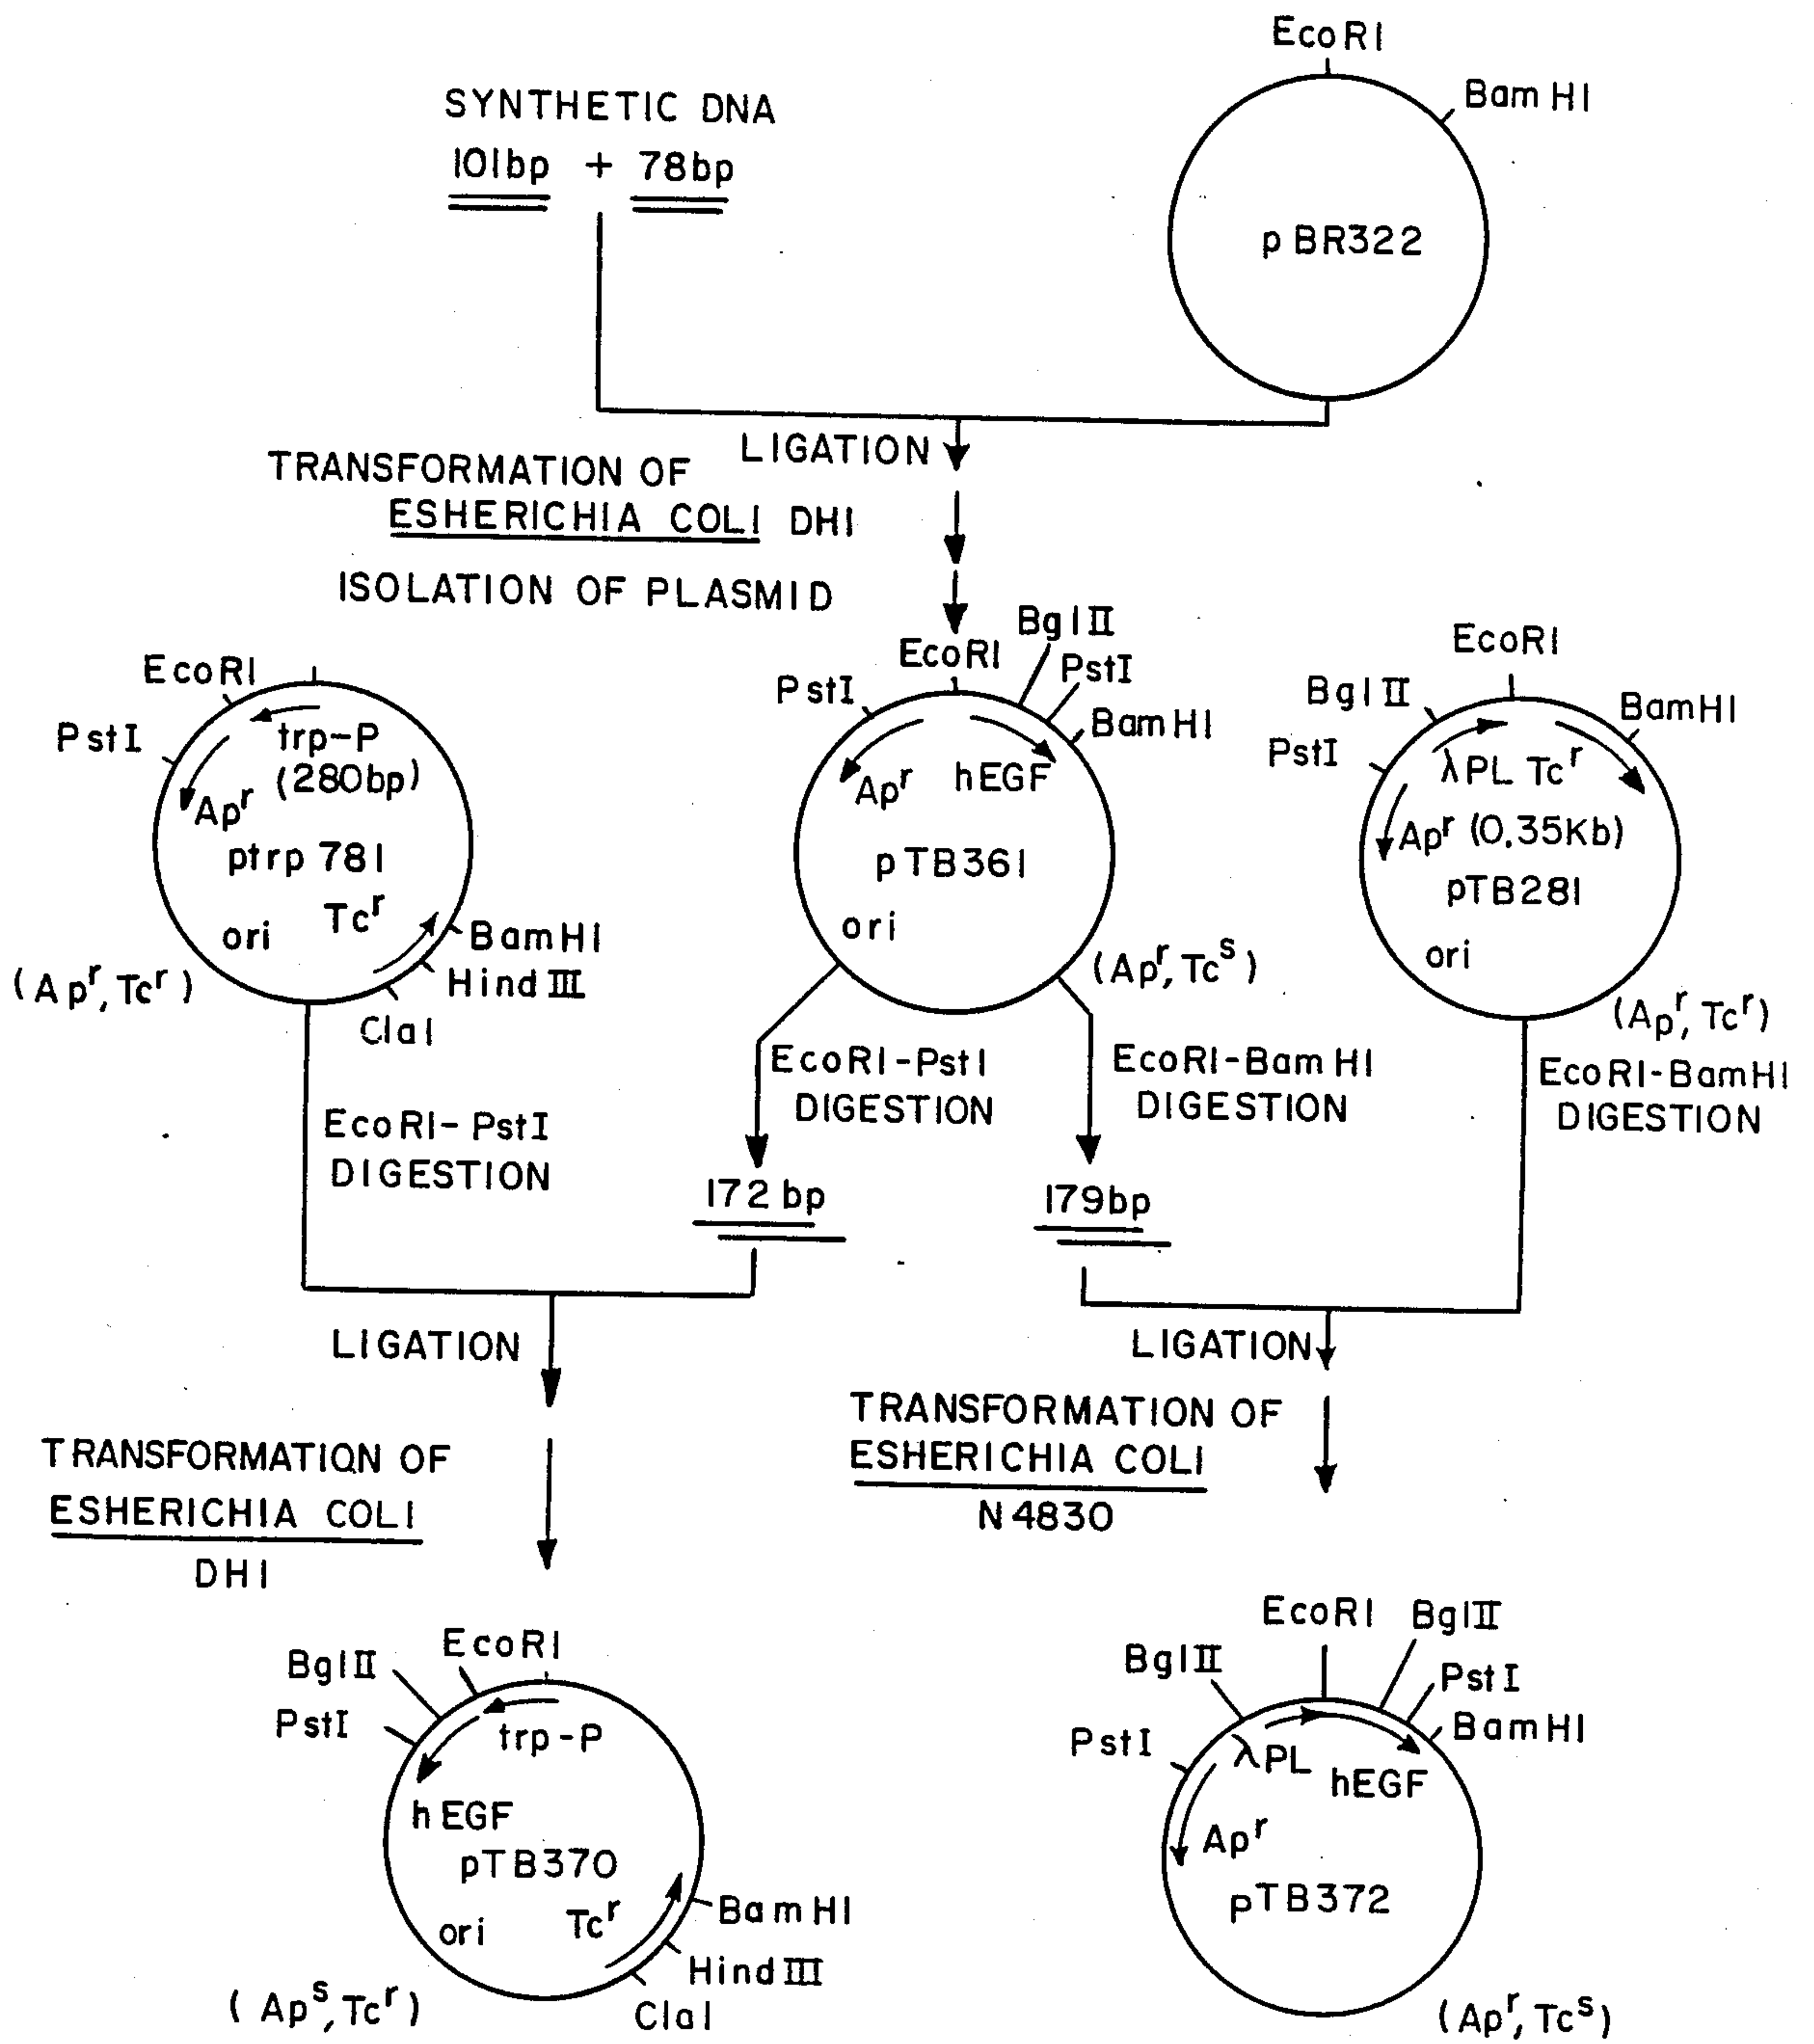 EcoRI
BamHI
SYNTHETIC DNA
101bp + 78bp
pBR322
LIGATION
TRANSFORMATION OF
ESHERICHIA COLI DHI
ISOLATION OF PLASMID
EcoRI
PstI
trp-P
(280bp)
Apr
ptrp 781
Tcr
ori
BamHI
HindIII
ClaI
(Apr, Tcr)
EcoRI
BglII
PstI
PstI
BamHI
Apr
hEGF
pTB361
ori
(Apr, Tcs)
EcoRI
BglII
BamHI
PstI
λPL Tcr
Apr (0.35Kb)
pTB281
ori
(Apr, Tcr)
EcoRI-PstI
DIGESTION
EcoRI-PstI
DIGESTION
EcoRI-BamHI
DIGESTION
EcoRI-BamHI
DIGESTION
172 bp
179bp
LIGATION
LIGATION
TRANSFORMATION OF
ESHERICHIA COLI
DHI
TRANSFORMATION OF
ESHERICHIA COLI
N4830
EcoRI
BglII
PstI
trp-P
hEGF
pTB370
ori
Tcr
BamHI
HindIII
ClaI
(Aps, Tcr)
EcoRI
BglII
BglII
PstI
BamHI
PstI
λPL
hEGF
Apr
pTB372
(Apr, Tcs)